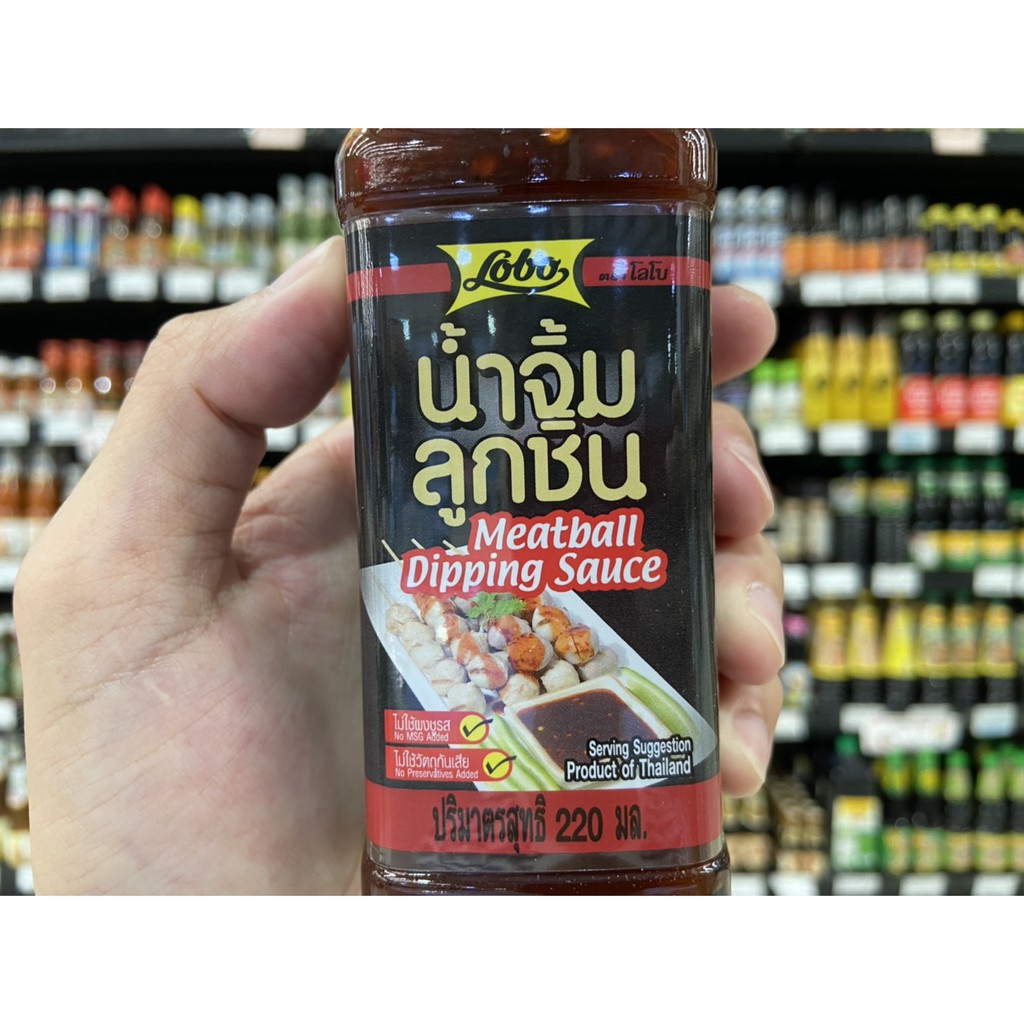 Lobo
ตราโลโบ
น้ำจิ้ม
ลูกชิ้น
Meatball
Dipping Sauce
ไม่ใช้ผงชูรส
No MSG Added
ไม่ใช้วัตถุกันเสีย
No Preservatives Added
Serving Suggestion
Product of Thailand
ปริมาตรสุทธิ 220 มล.